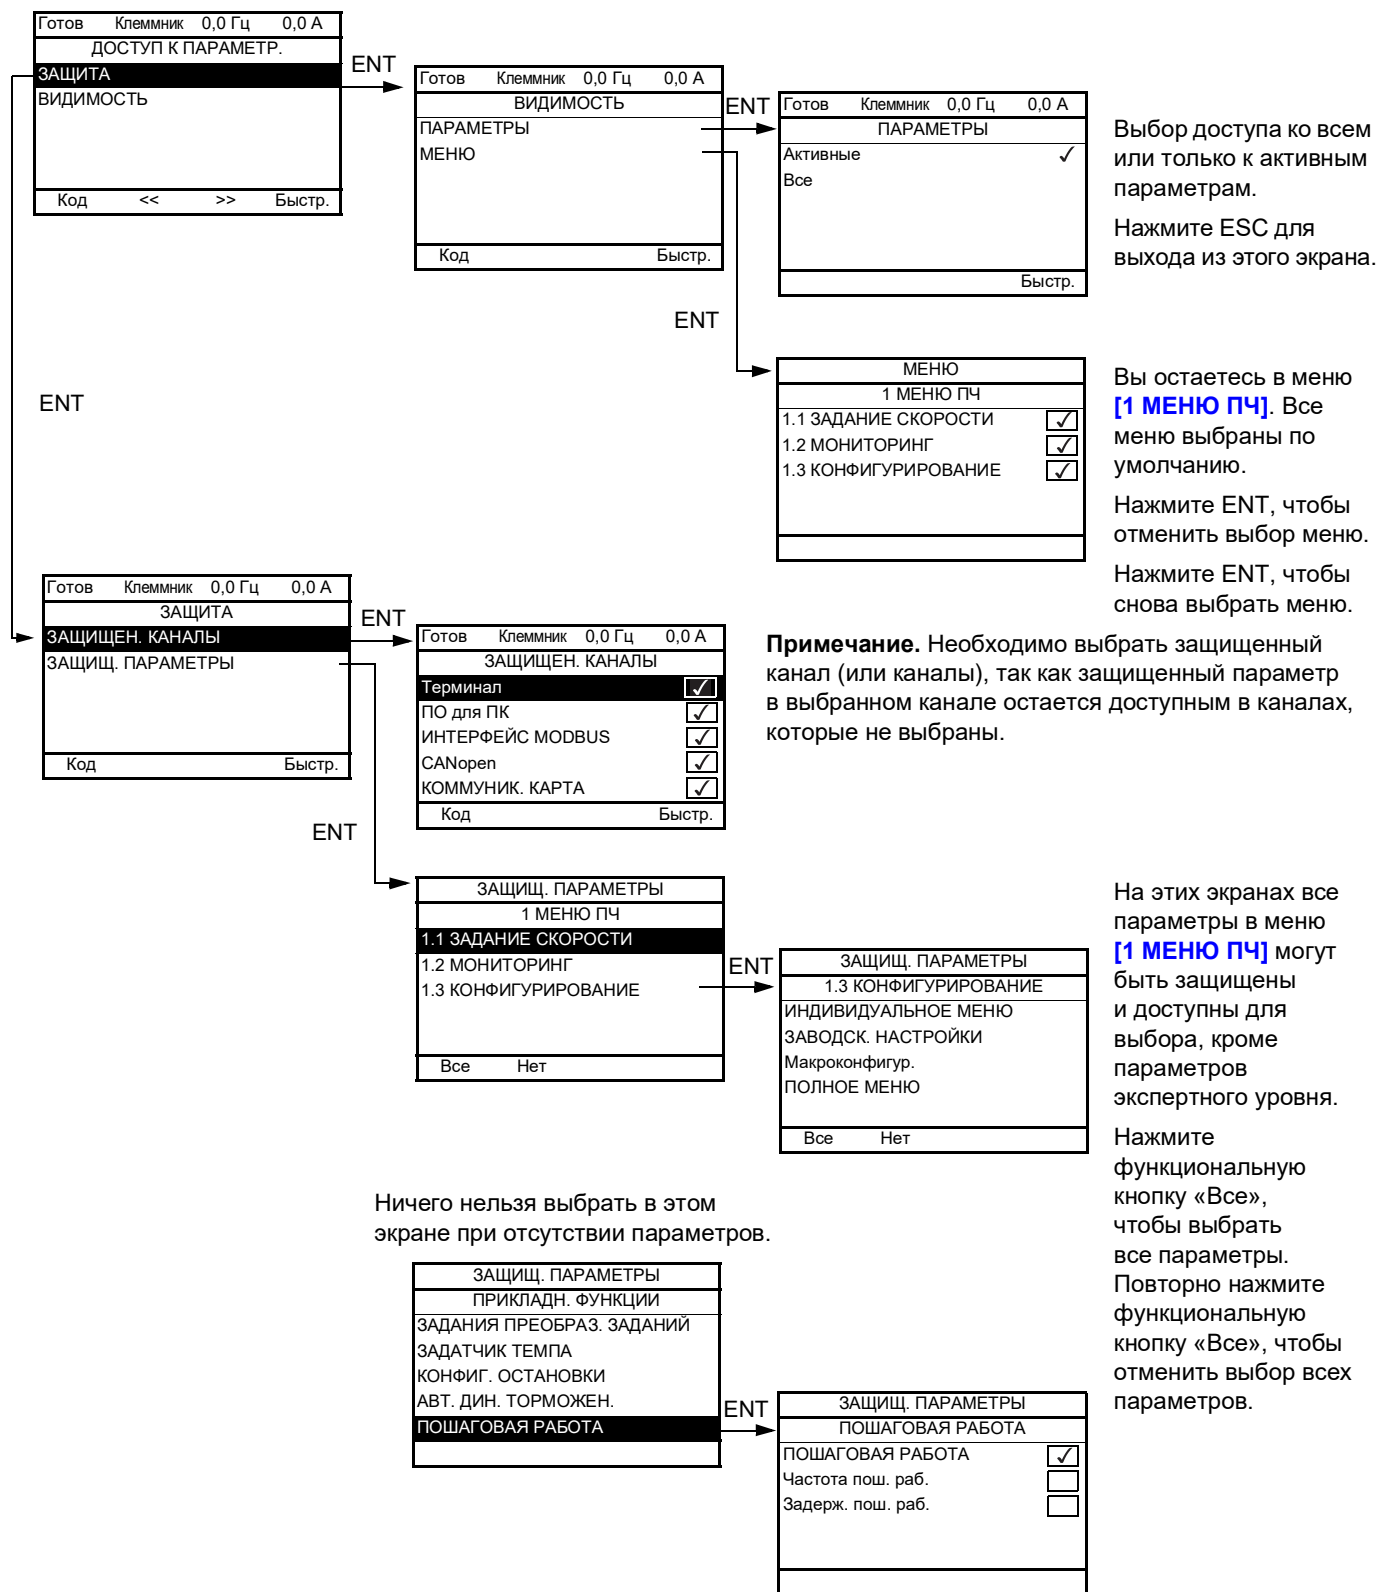 Готов Клеммник 0,0 Гц 0,0 А
ДОСТУП К ПАРАМЕТР.
ЗАЩИТА
ВИДИМОСТЬ
Код << >> Быстр.
ENT
Готов Клеммник 0,0 Гц 0,0 А
ВИДИМОСТЬ
ПАРАМЕТРЫ
МЕНЮ
Код Быстр.
ENT
Готов Клеммник 0,0 Гц 0,0 А
ПАРАМЕТРЫ
Активные ✓
Все
Быстр.
Выбор доступа ко всем
или только к активным
параметрам.
Нажмите ESC для
выхода из этого экрана.
ENT
МЕНЮ
1 МЕНЮ ПЧ
1.1 ЗАДАНИЕ СКОРОСТИ ✓
1.2 МОНИТОРИНГ ✓
1.3 КОНФИГУРИРОВАНИЕ ✓
Вы остаетесь в меню
[1 МЕНЮ ПЧ]. Все
меню выбраны по
умолчанию.
Нажмите ENT, чтобы
отменить выбор меню.
Нажмите ENT, чтобы
снова выбрать меню.
ENT
Готов Клеммник 0,0 Гц 0,0 А
ЗАЩИТА
ЗАЩИЩЕН. КАНАЛЫ
ЗАЩИЩ. ПАРАМЕТРЫ
Код Быстр.
ENT
Готов Клеммник 0,0 Гц 0,0 А
ЗАЩИЩЕН. КАНАЛЫ
Терминал ✓
ПО для ПК ✓
ИНТЕРФЕЙС MODBUS ✓
CANopen ✓
КОММУНИК. КАРТА ✓
Код Быстр.
Примечание. Необходимо выбрать защищенный
канал (или каналы), так как защищенный параметр
в выбранном канале остается доступным в каналах,
которые не выбраны.
ENT
ЗАЩИЩ. ПАРАМЕТРЫ
1 МЕНЮ ПЧ
1.1 ЗАДАНИЕ СКОРОСТИ
1.2 МОНИТОРИНГ
1.3 КОНФИГУРИРОВАНИЕ
Все Нет
ENT
ЗАЩИЩ. ПАРАМЕТРЫ
1.3 КОНФИГУРИРОВАНИЕ
ИНДИВИДУАЛЬНОЕ МЕНЮ
ЗАВОДСК. НАСТРОЙКИ
Макроконфигур.
ПОЛНОЕ МЕНЮ
Все Нет
На этих экранах все
параметры в меню
[1 МЕНЮ ПЧ] могут
быть защищены
и доступны для
выбора, кроме
параметров
экспертного уровня.
Нажмите
функциональную
кнопку «Все»,
чтобы выбрать
все параметры.
Повторно нажмите
функциональную
кнопку «Все», чтобы
отменить выбор всех
параметров.
Ничего нельзя выбрать в этом
экране при отсутствии параметров.
ЗАЩИЩ. ПАРАМЕТРЫ
ПРИКЛАДН. ФУНКЦИИ
ЗАДАНИЯ ПРЕОБРАЗ. ЗАДАНИЙ
ЗАДАТЧИК ТЕМПА
КОНФИГ. ОСТАНОВКИ
АВТ. ДИН. ТОРМОЖЕН.
ПОШАГОВАЯ РАБОТА
ENT
ЗАЩИЩ. ПАРАМЕТРЫ
ПОШАГОВАЯ РАБОТА
ПОШАГОВАЯ РАБОТА ✓
Частота пош. раб.
Задерж. пош. раб.